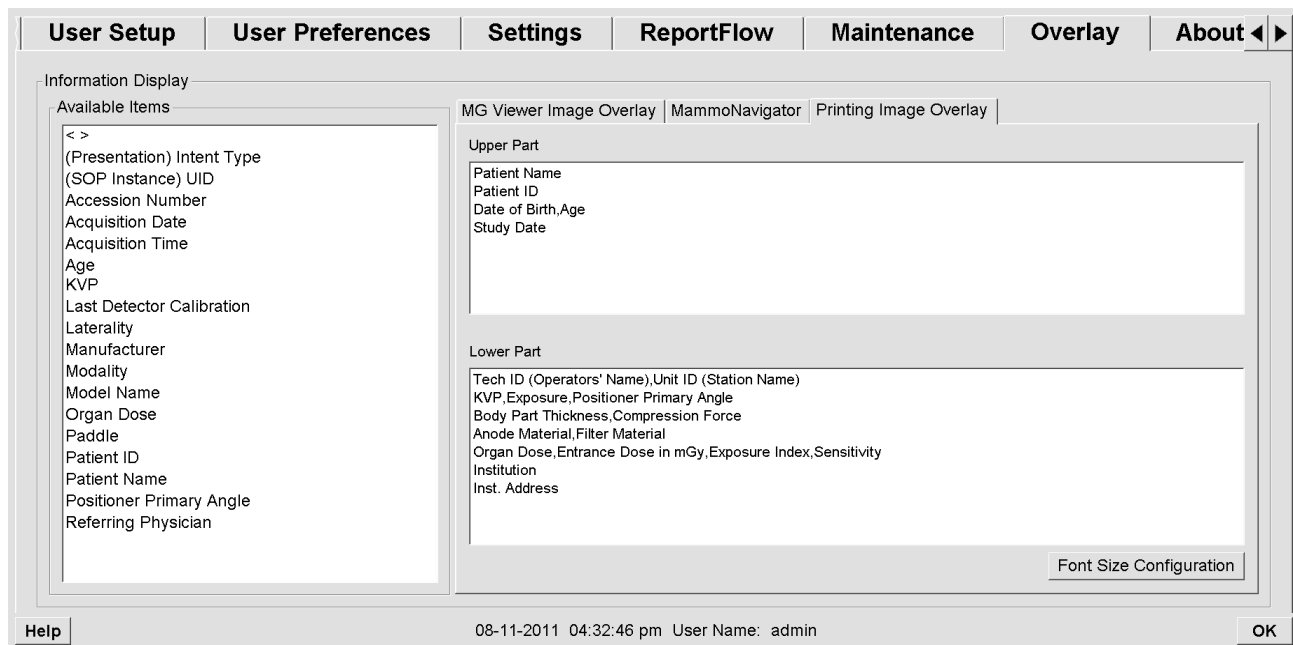 User Setup
User Preferences
Settings
ReportFlow
Maintenance
Overlay
About
Information Display
Available Items
< >
(Presentation) Intent Type
(SOP Instance) UID
Accession Number
Acquisition Date
Acquisition Time
Age
KVP
Last Detector Calibration
Laterality
Manufacturer
Modality
Model Name
Organ Dose
Paddle
Patient ID
Patient Name
Positioner Primary Angle
Referring Physician
MG Viewer Image Overlay
MammoNavigator
Printing Image Overlay
Upper Part
Patient Name
Patient ID
Date of Birth,Age
Study Date
Lower Part
Tech ID (Operators' Name),Unit ID (Station Name)
KVP,Exposure,Positioner Primary Angle
Body Part Thickness,Compression Force
Anode Material,Filter Material
Organ Dose,Entrance Dose in mGy,Exposure Index,Sensitivity
Institution
Inst. Address
Font Size Configuration
Help
08-11-2011 04:32:46 pm User Name: admin
OK